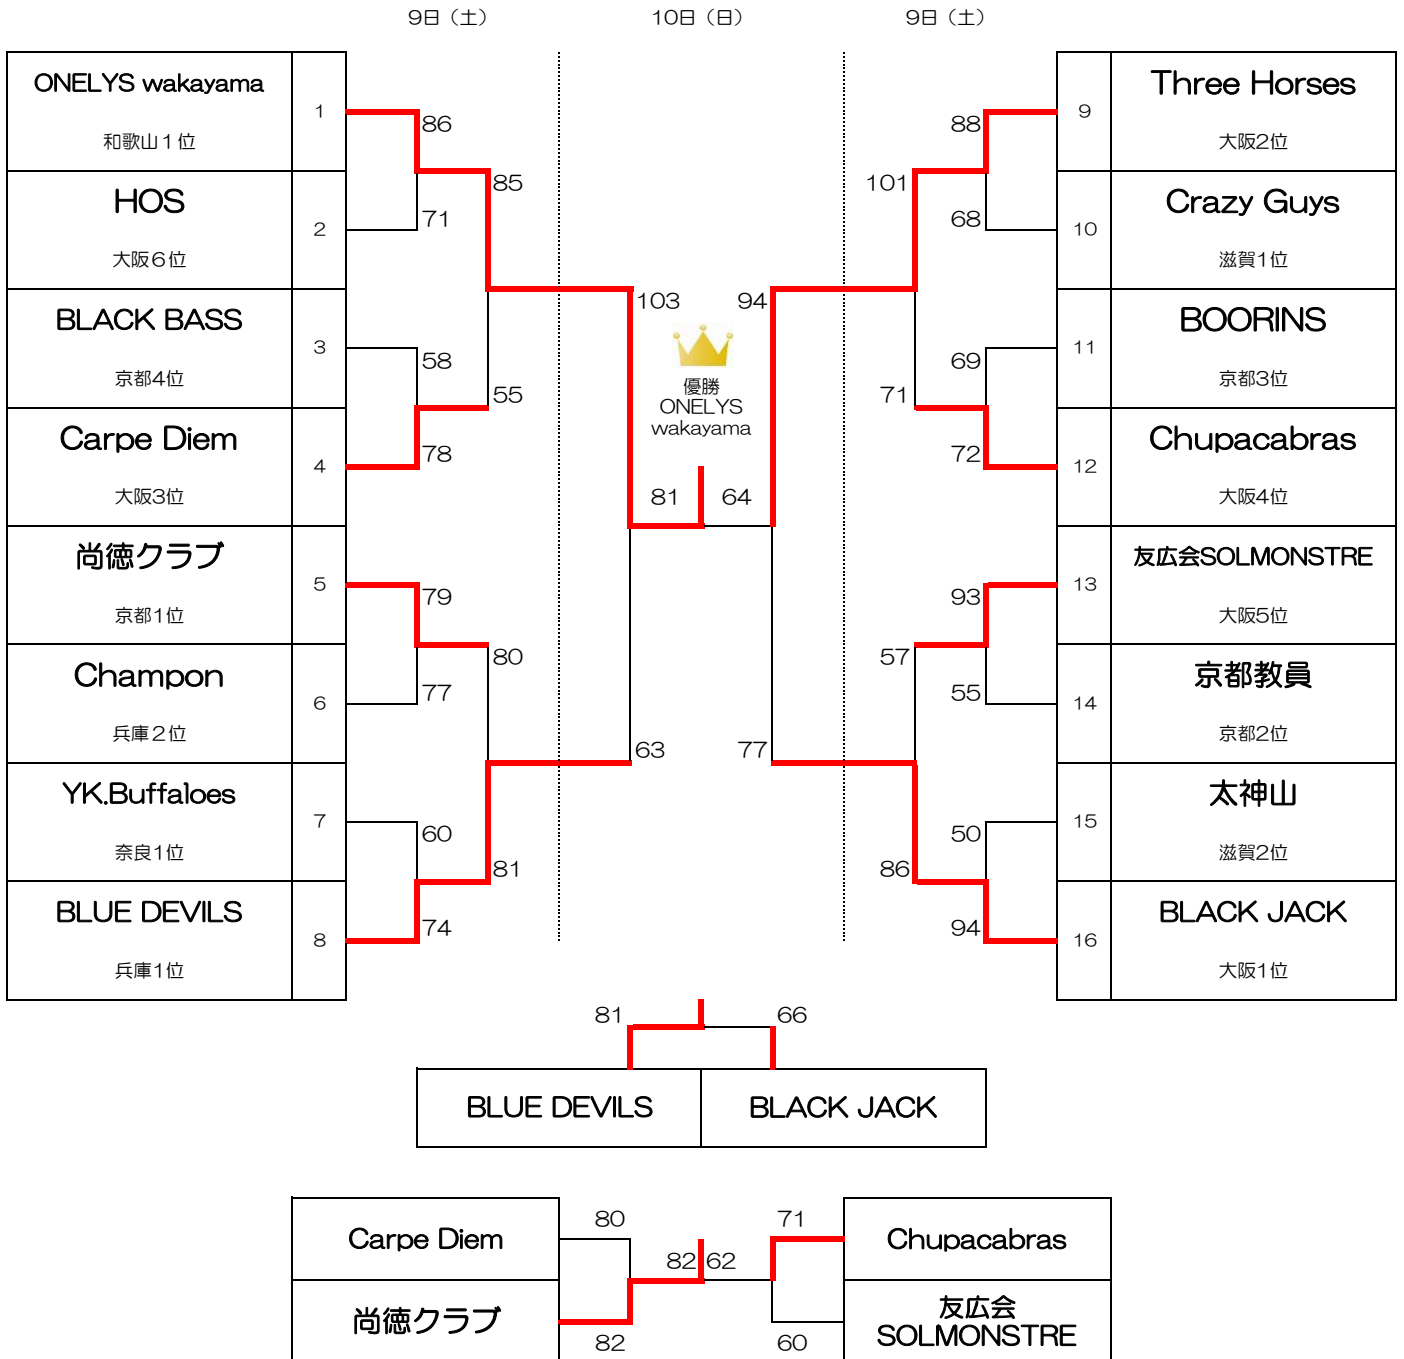 9日（土）
10日（日）
9日（土）
ONELYS wakayama
和歌山１位
1
HOS
大阪６位
2
BLACK BASS
京都4位
3
Carpe Diem
大阪3位
4
尚徳クラブ
京都1位
5
Champon
兵庫２位
6
YK.Buffaloes
奈良1位
7
BLUE DEVILS
兵庫1位
8
86
71
58
78
79
77
60
74
85
55
80
81
103
63
優勝
ONELYS
wakayama
81
64
94
77
101
71
57
86
88
68
69
72
93
55
50
94
9
Three Horses
大阪2位
10
Crazy Guys
滋賀1位
11
BOORINS
京都3位
12
Chupacabras
大阪4位
13
友広会SOLMONSTRE
大阪5位
14
京都教員
京都2位
15
太神山
滋賀2位
16
BLACK JACK
大阪1位
81
66
BLUE DEVILS
BLACK JACK
Carpe Diem
尚徳クラブ
80
82
82
62
71
60
Chupacabras
友広会
SOLMONSTRE